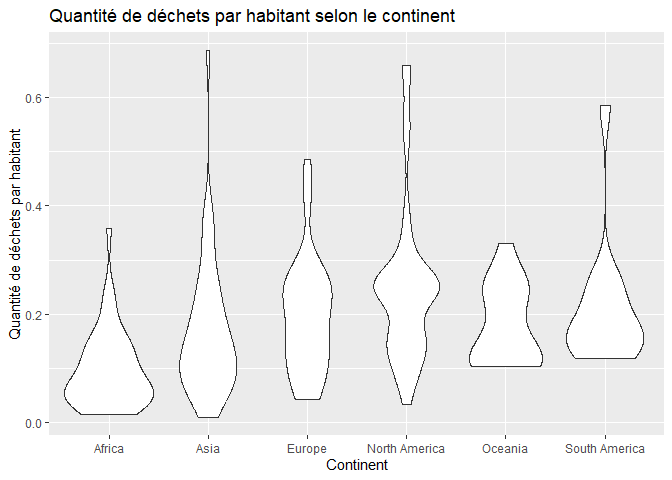 Quantité de déchets par habitant selon le continent
Quantité de déchets par habitant
0.6
0.4
0.2
0.0
Africa
Asia
Europe
North America
Oceania
South America
Continent